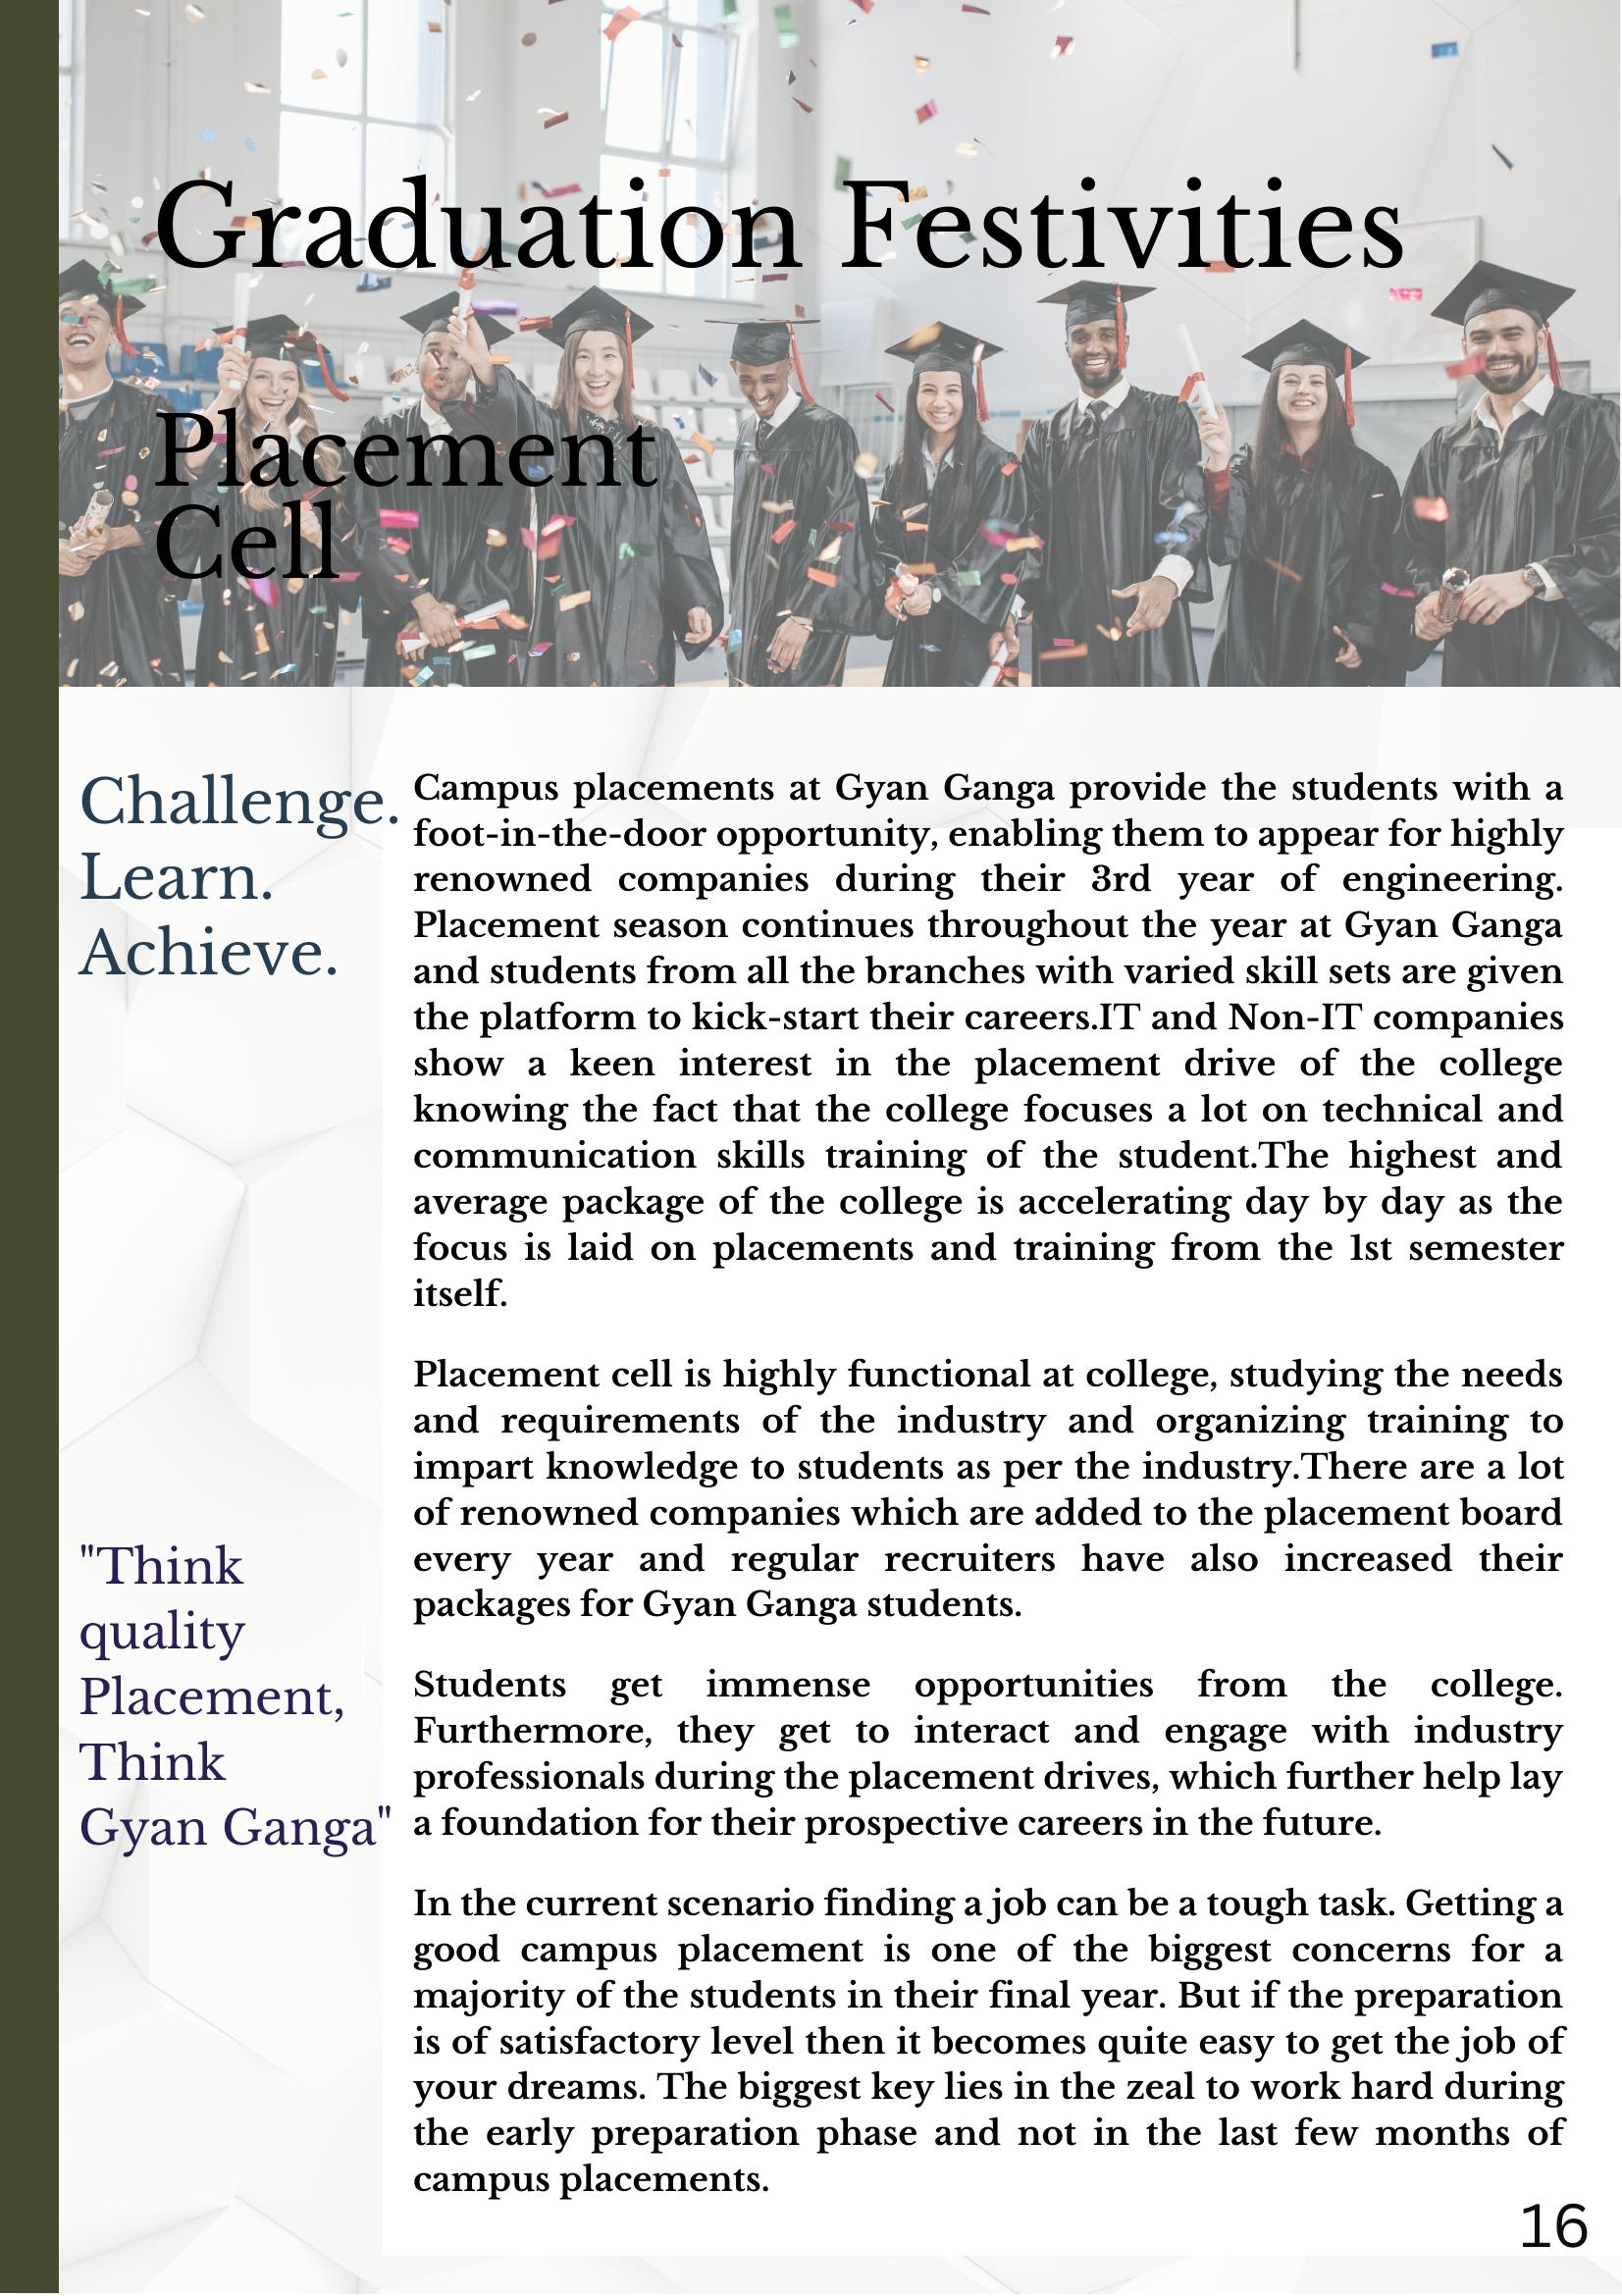 Graduation Festivities
Placement
Cell
Challenge.
Learn.
Achieve.
"Think
quality
Placement,
Think
Gyan Ganga"
Campus placements at Gyan Ganga provide the students with a
foot-in-the-door opportunity, enabling them to appear for highly
renowned companies during their 3rd year of engineering.
Placement season continues throughout the year at Gyan Ganga
and students from all the branches with varied skill sets are given
the platform to kick-start their careers.IT and Non-IT companies
show a keen interest in the placement drive of the college
knowing the fact that the college focuses a lot on technical and
communication skills training of the student.The highest and
average package of the college is accelerating day by day as the
focus is laid on placements and training from the 1st semester
itself.
Placement cell is highly functional at college, studying the needs
and requirements of the industry and organizing training to
impart knowledge to students as per the industry.There are a lot
of renowned companies which are added to the placement board
every year and regular recruiters have also increased their
packages for Gyan Ganga students.
Students get immense opportunities from the college.
Furthermore, they get to interact and engage with industry
professionals during the placement drives, which further help lay
a foundation for their prospective careers in the future.
In the current scenario finding a job can be a tough task. Getting a
good campus placement is one of the biggest concerns for a
majority of the students in their final year. But if the preparation
is of satisfactory level then it becomes quite easy to get the job of
your dreams. The biggest key lies in the zeal to work hard during
the early preparation phase and not in the last few months of
campus placements.
16